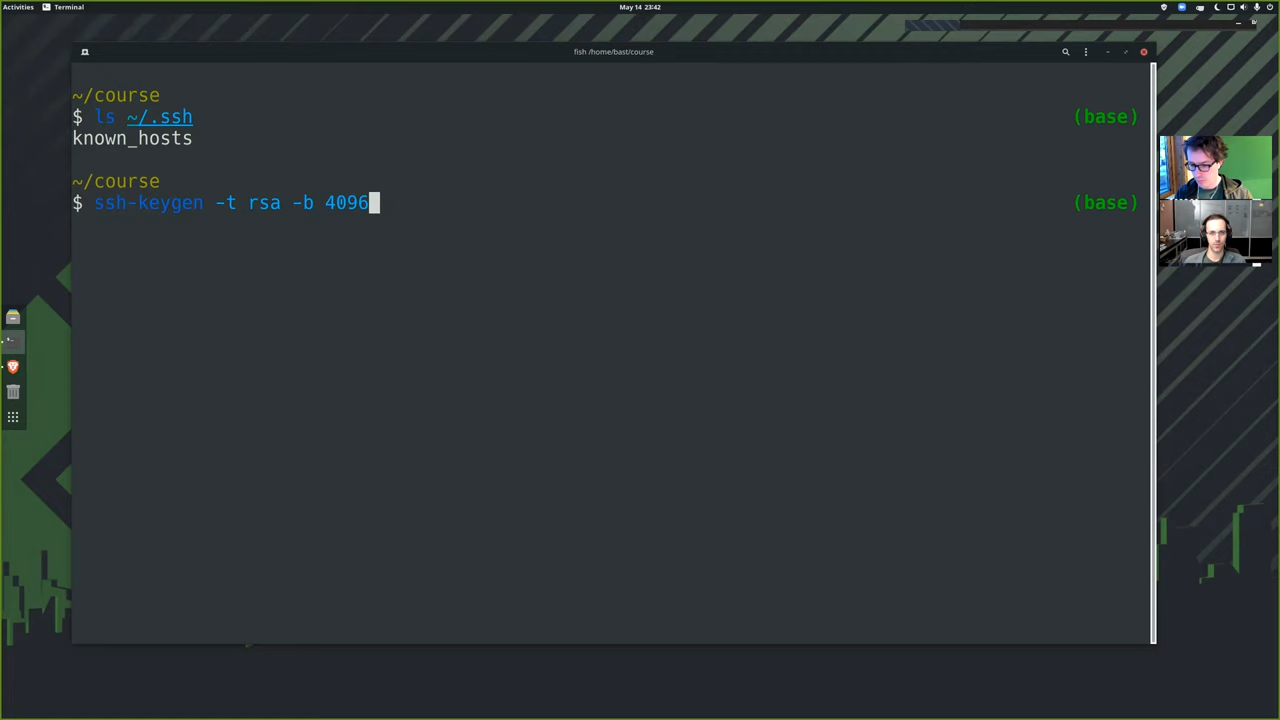 Activities
Terminal
May 14 23:42
fish /home/bast/course
~/course
$ ls ~/.ssh
(base)
known_hosts
~/course
$ ssh-keygen -t rsa -b 4096
(base)